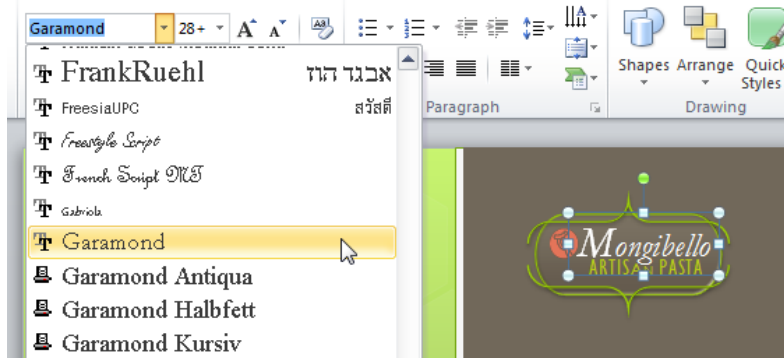 Garamond 28+ A A Aa
Shapes Arrange Quick
Styles
Paragraph Drawing
FrankRuehl אבגד הוז
FreesiaUPC สวัสดี
Freestyle Script
French Script MT
Gabriola
Garamond
Garamond Antiqua
Garamond Halbfett
Garamond Kursiv
Mongibello
ARTISAN PASTA